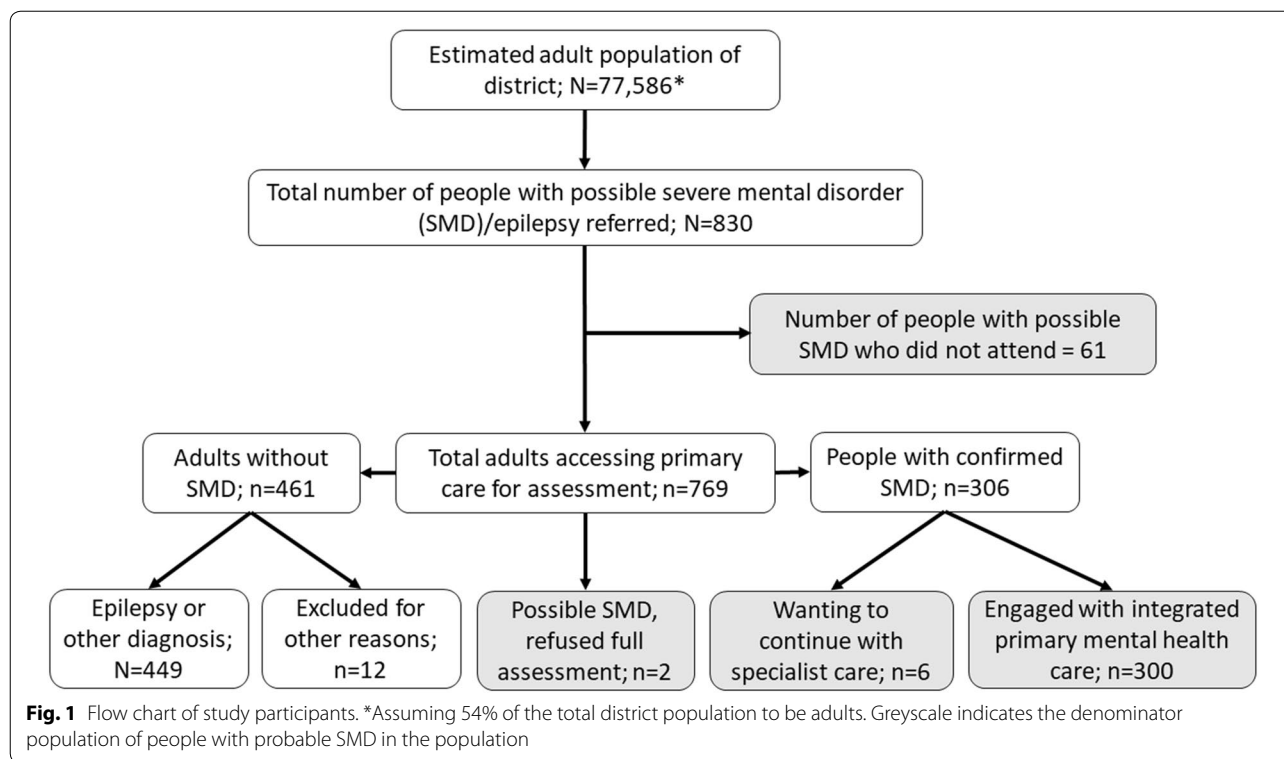 Estimated adult population of
district; N=77,586*
Total number of people with possible severe mental disorder
(SMD)/epilepsy referred; N=830
Number of people with possible
SMD who did not attend = 61
Adults without
SMD; n=461
Total adults accessing primary
care for assessment; n=769
People with confirmed
SMD; n=306
Epilepsy or
other diagnosis;
N=449
Excluded for
other reasons;
n=12
Possible SMD,
refused full
assessment; n=2
Wanting to
continue with
specialist care; n=6
Engaged with integrated
primary mental health
care; n=300
Fig. 1 Flow chart of study participants. *Assuming 54% of the total district population to be adults. Greyscale indicates the denominator
population of people with probable SMD in the population